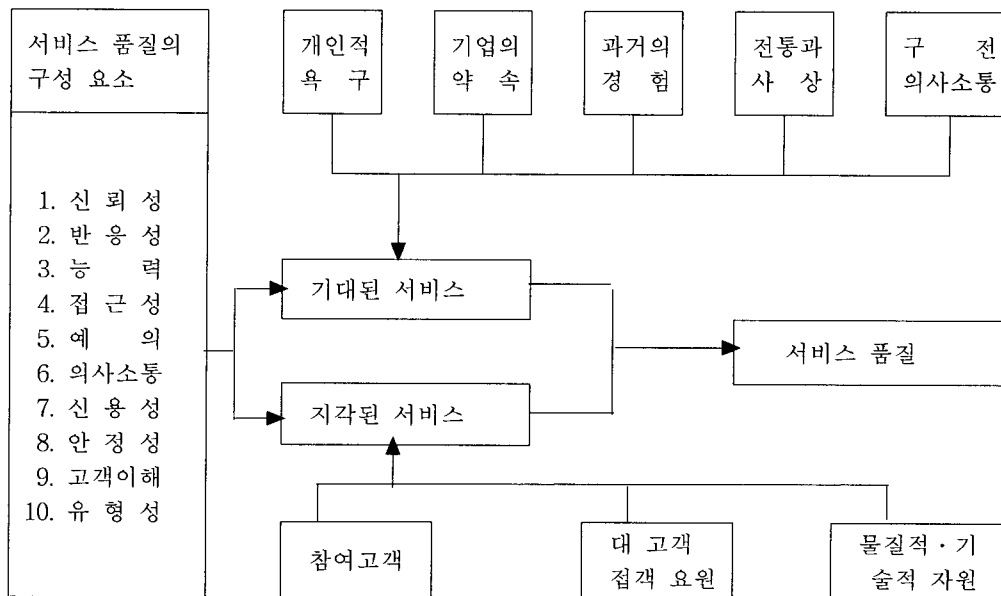 서비스 품질의
구성 요소
1. 신 뢰 성
2. 반 응 성
3. 능 력
4. 접 근 성
5. 예 의
6. 의사소통
7. 신 용 성
8. 안 정 성
9. 고객이해
10. 유 형 성
개인적
욕 구
기업의
약 속
과거의
경 험
전통과
사 상
구 전
의사소통
기대된 서비스
지각된 서비스
서비스 품질
참여고객
대 고객
접객 요원
물질적 · 기
술적 자원